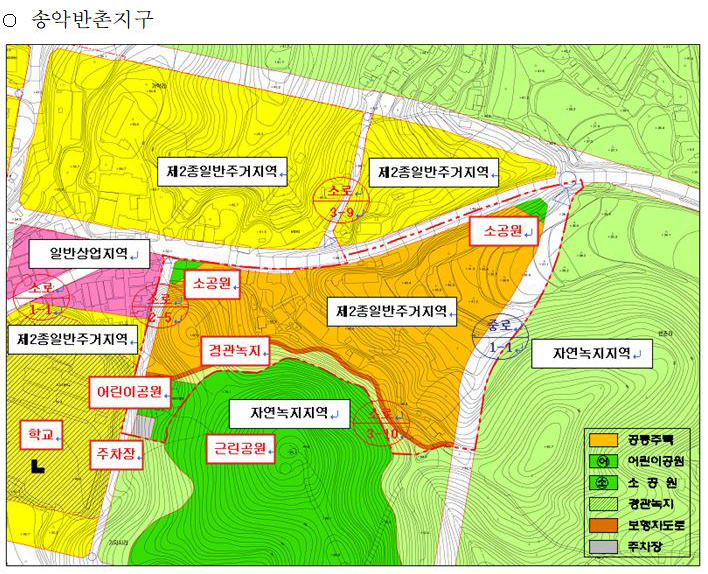 ○ 송악반촌지구
제2종일반주거지역
제2종일반주거지역
소로
3-9
소공원
일반상업지역
소공원
소로
1-1
소로
2-5
제2종일반주거지역
제2종일반주거지역
중로
1-1
자연녹지지역
경관녹지
어린이공원
자연녹지지역
소로
3-10
학교
주차장
근린공원
공동주택
어 어린이공원
소 소 공 원
경관녹지
보행자도로
주차장